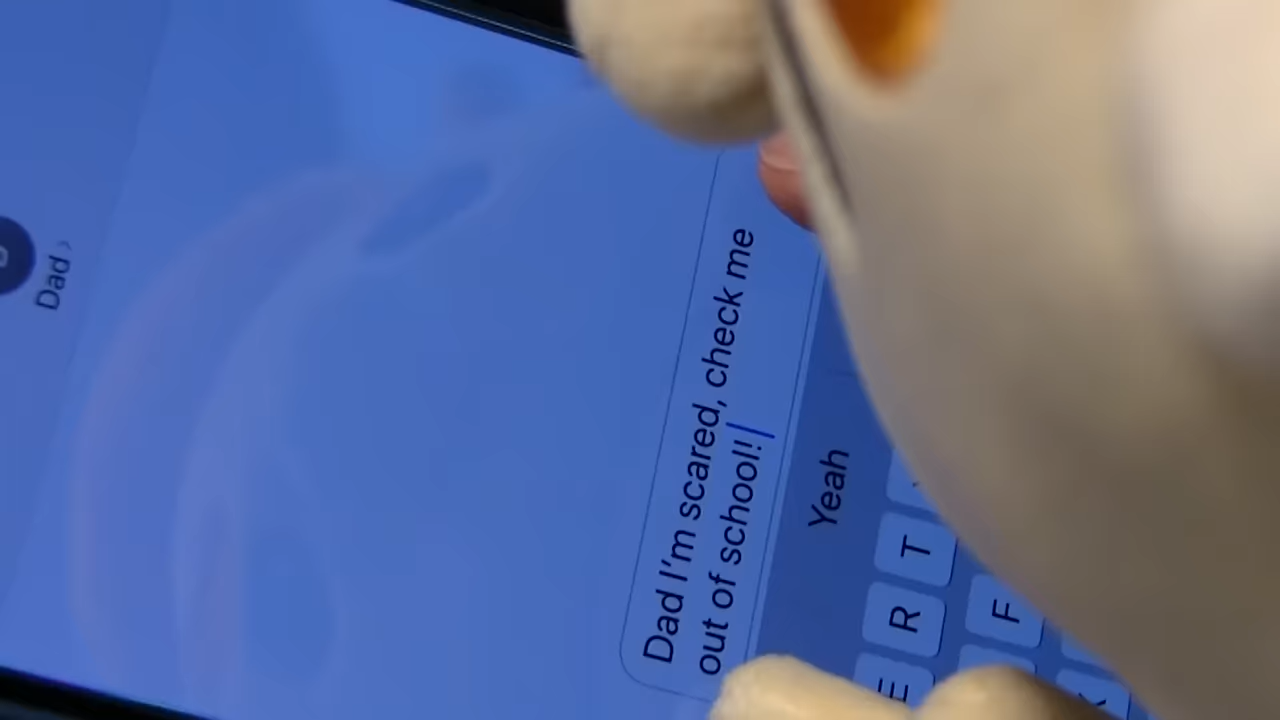 Dad >
Dad I'm scared, check me
out of school!
Yeah
E R T
F